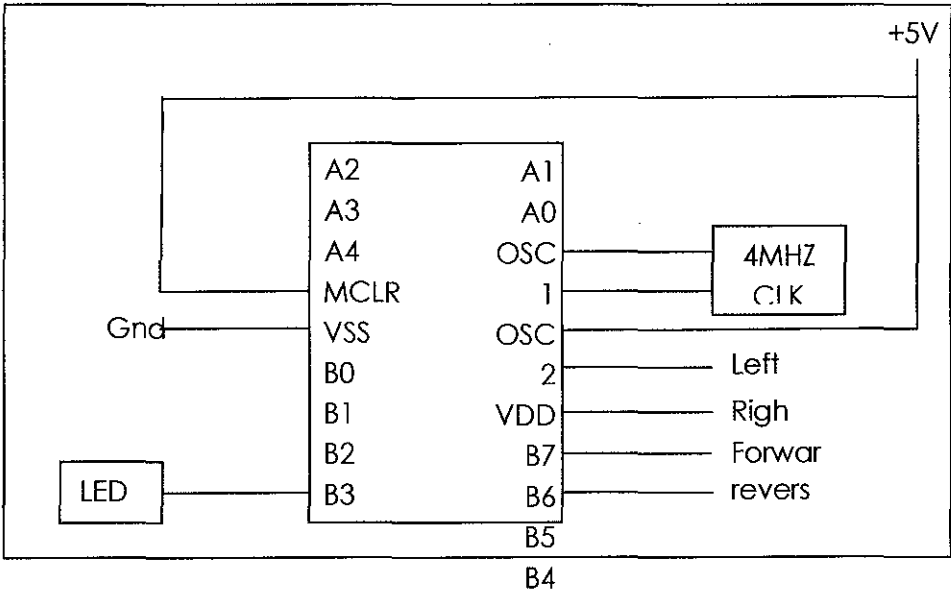 +5V
A2 A1
A3 A0
A4 OSC
4MHZ
MCLR 1
CLK
Gnd VSS OSC
B0 2 Left
B1 VDD Righ
B2 B7 Forwar
LED B3 B6 revers
B5
B4